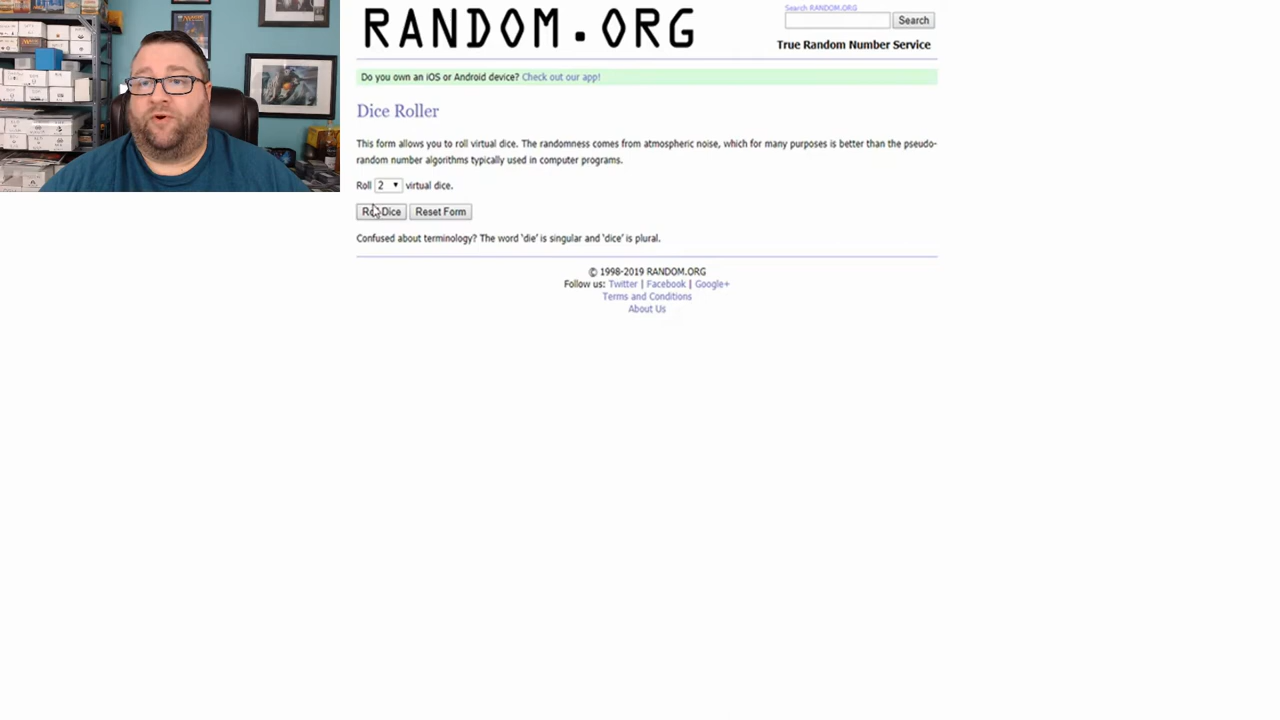 RANDOM.ORG
Search RANDOM.ORG
Search
True Random Number Service
Do you own an iOS or Android device? Check out our app!
Dice Roller
This form allows you to roll virtual dice. The randomness comes from atmospheric noise, which for many purposes is better than the pseudo-
random number algorithms typically used in computer programs.
Roll 2 virtual dice.
Dice Reset Form
Confused about terminology? The word 'die' is singular and 'dice' is plural.
© 1998-2019 RANDOM.ORG
Follow us: Twitter | Facebook | Google+
Terms and Conditions
About Us